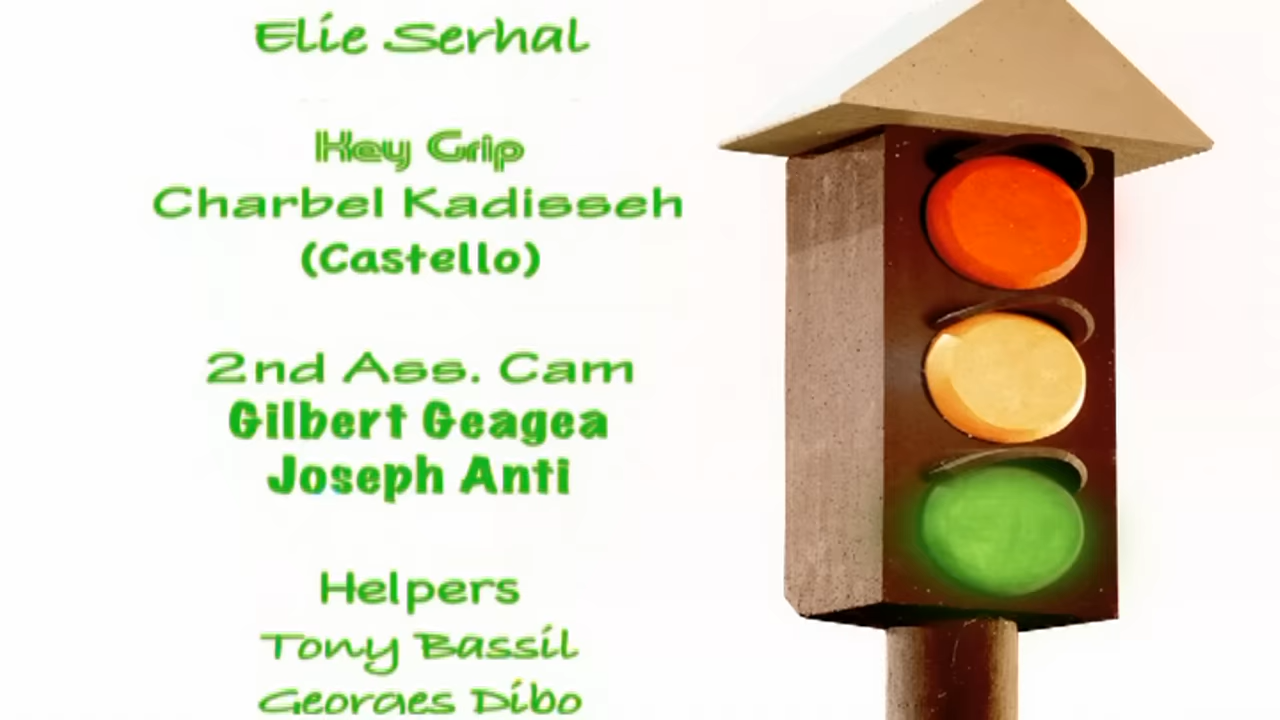 Elie Serhal
Key Grip
Charbel Kadisseh
(Castello)
2nd Ass. Cam
Gilbert Geagea
Joseph Anti
Helpers
Tony Bassil
Georges Dibo